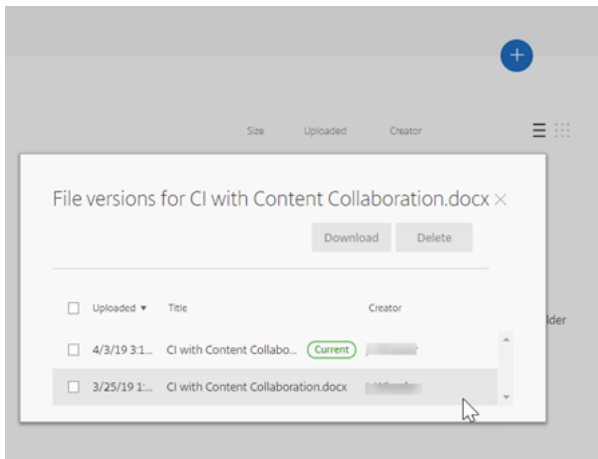 Size Uploaded Creator
File versions for CI with Content Collaboration.docx
Download Delete
Uploaded Title Creator
4/3/19 3:1... CI with Content Collabo... Current
3/25/19 1:... CI with Content Collaboration.docx
lder